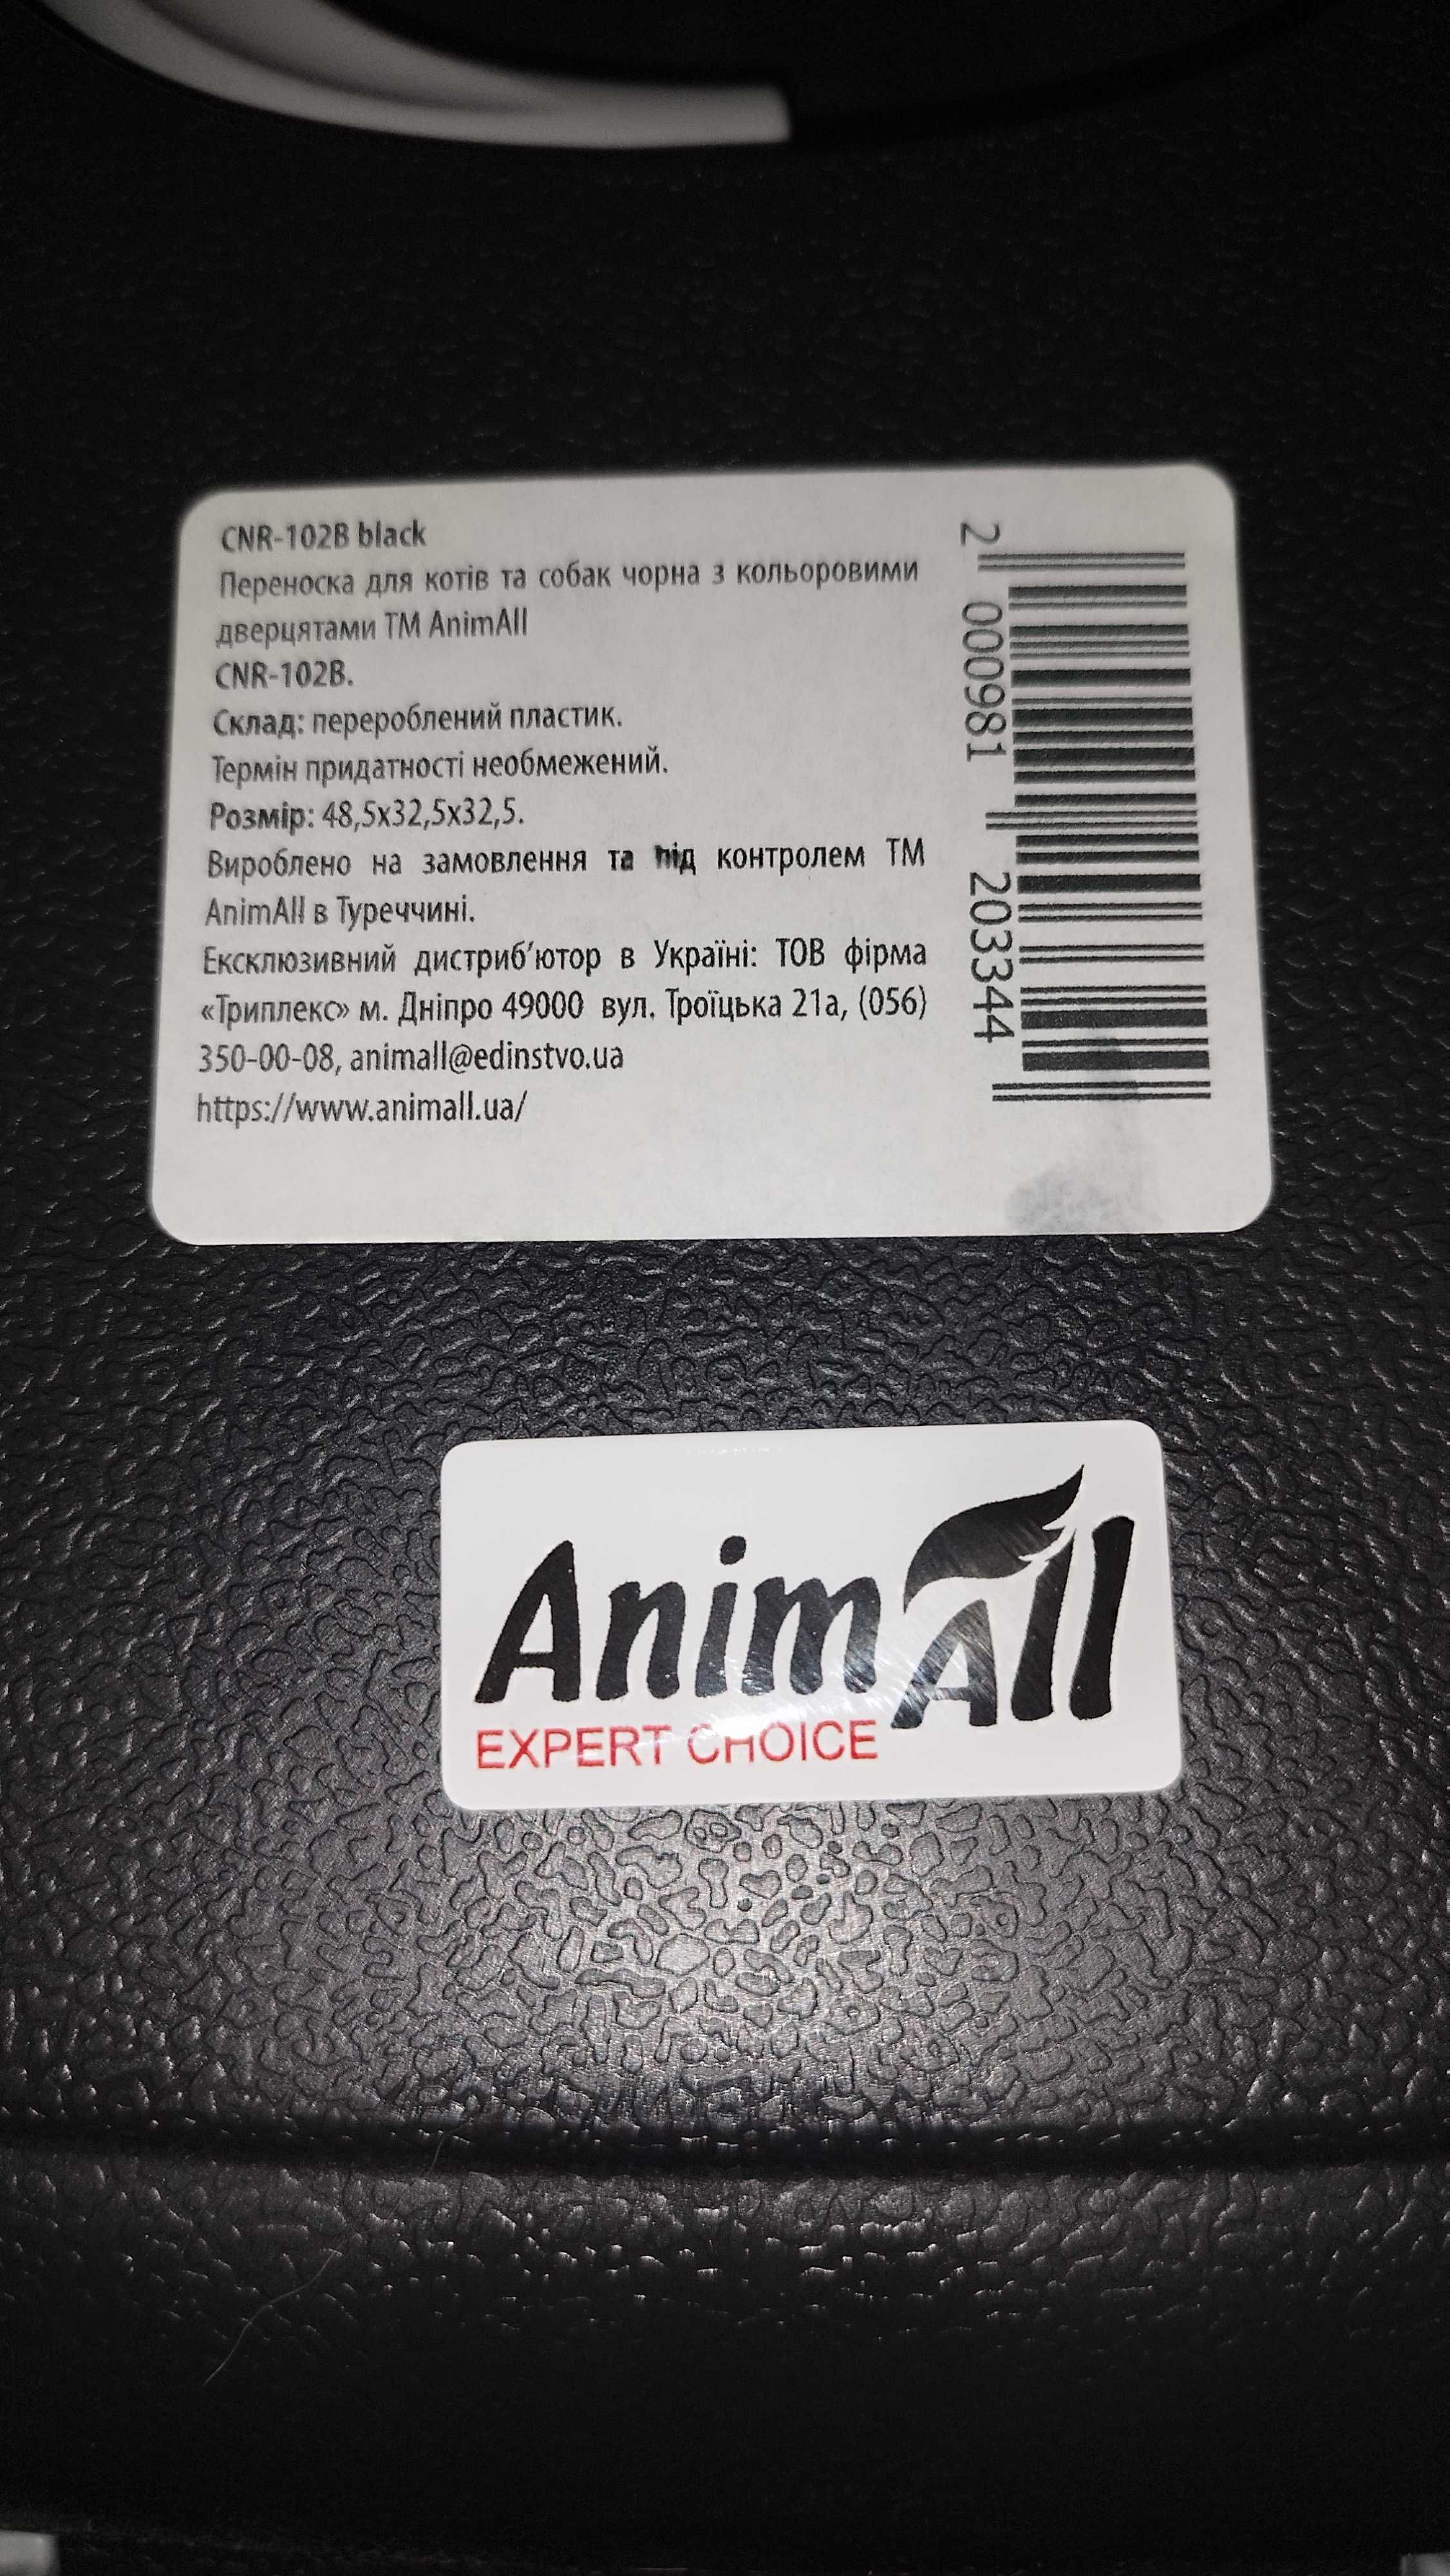 CNR-102B black
Переноска для котів та собак чорна з кольоровими
дверцятами ТМ AnimAll
CNR-102B.
Склад: перероблений пластик.
Термін придатності необмежений.
Розмір: 48,5х32,5х32,5.
Вироблено на замовлення та під контролем ТМ
AnimAll в Туреччині.
Ексклюзивний дистриб’ютор в Україні: ТОВ фірма
«Триплекс» м. Дніпро 49000 вул. Троїцька 21а, (056)
350-00-08, animall@edinstvo.ua
https://www.animall.ua/
2 000981 203344
AnimAll
EXPERT CHOICE